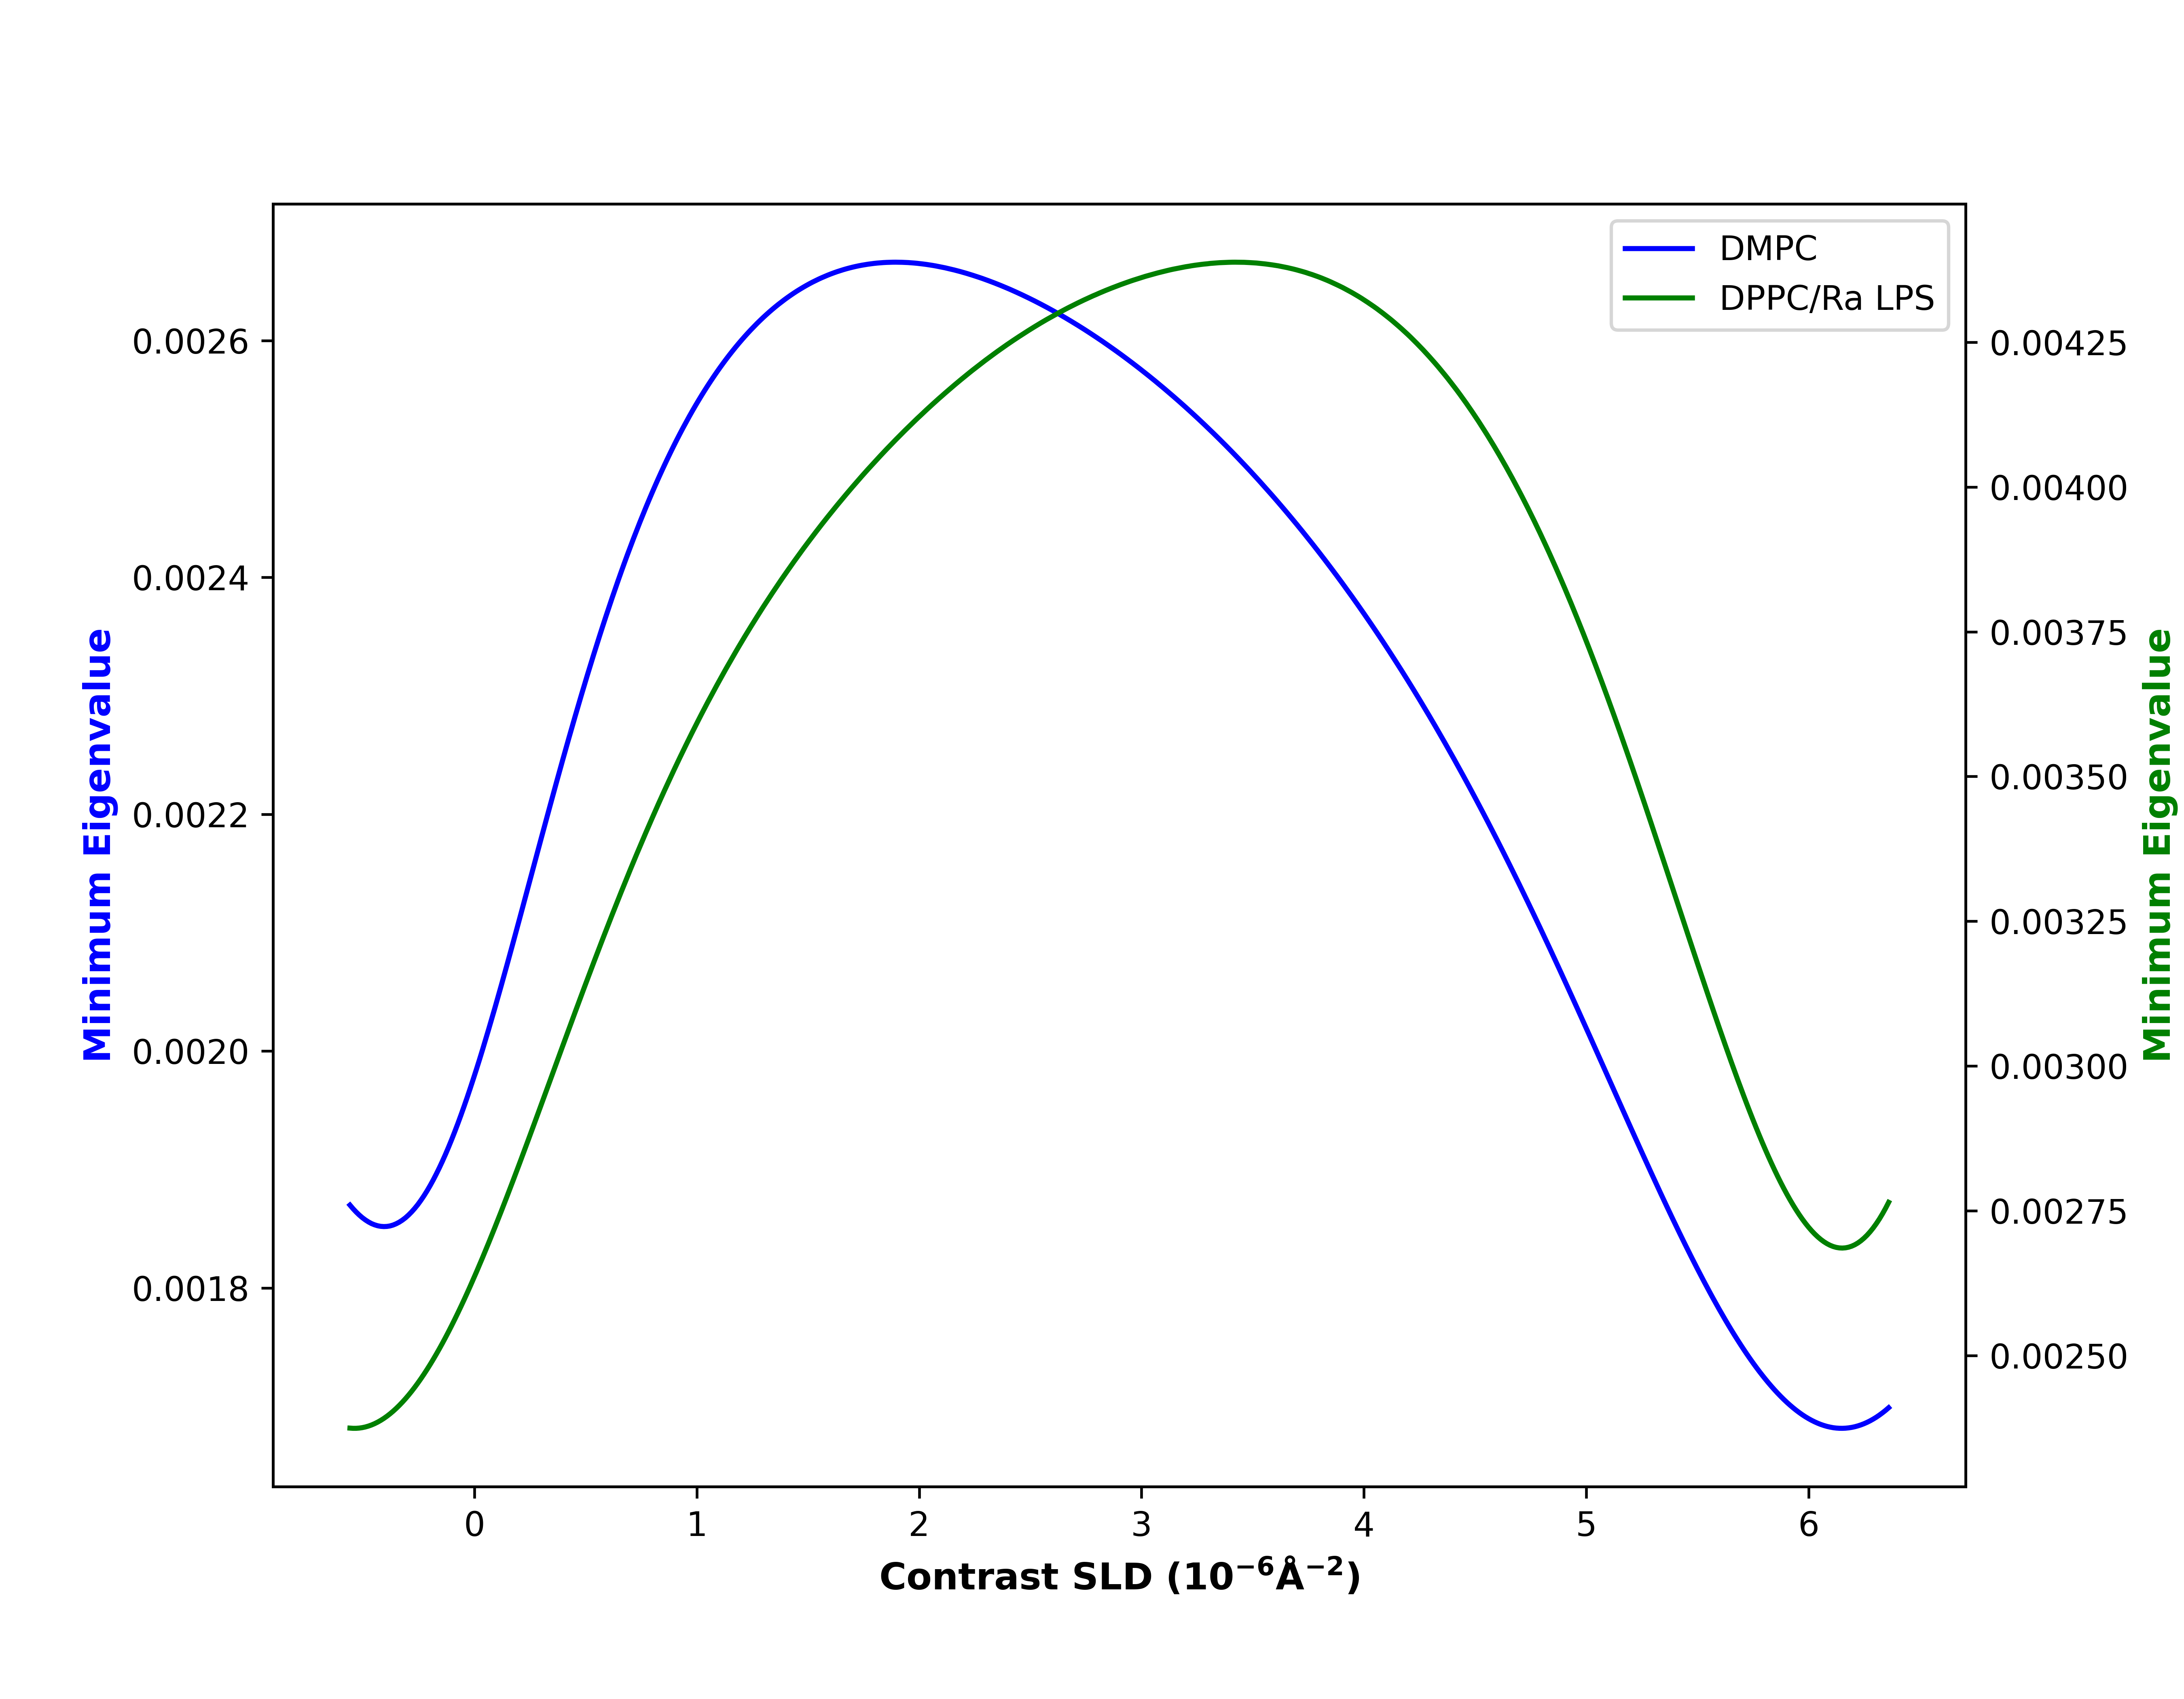 DMPC
DPPC/Ra LPS
Minimum Eigenvalue
0.0026
0.0024
0.0022
0.0020
0.0018
0.00425
0.00400
0.00375
0.00350
0.00325
0.00300
0.00275
0.00250
Minimum Eigenvalue
0 1 2 3 4 5 6
Contrast SLD (10⁻⁶Å⁻²)